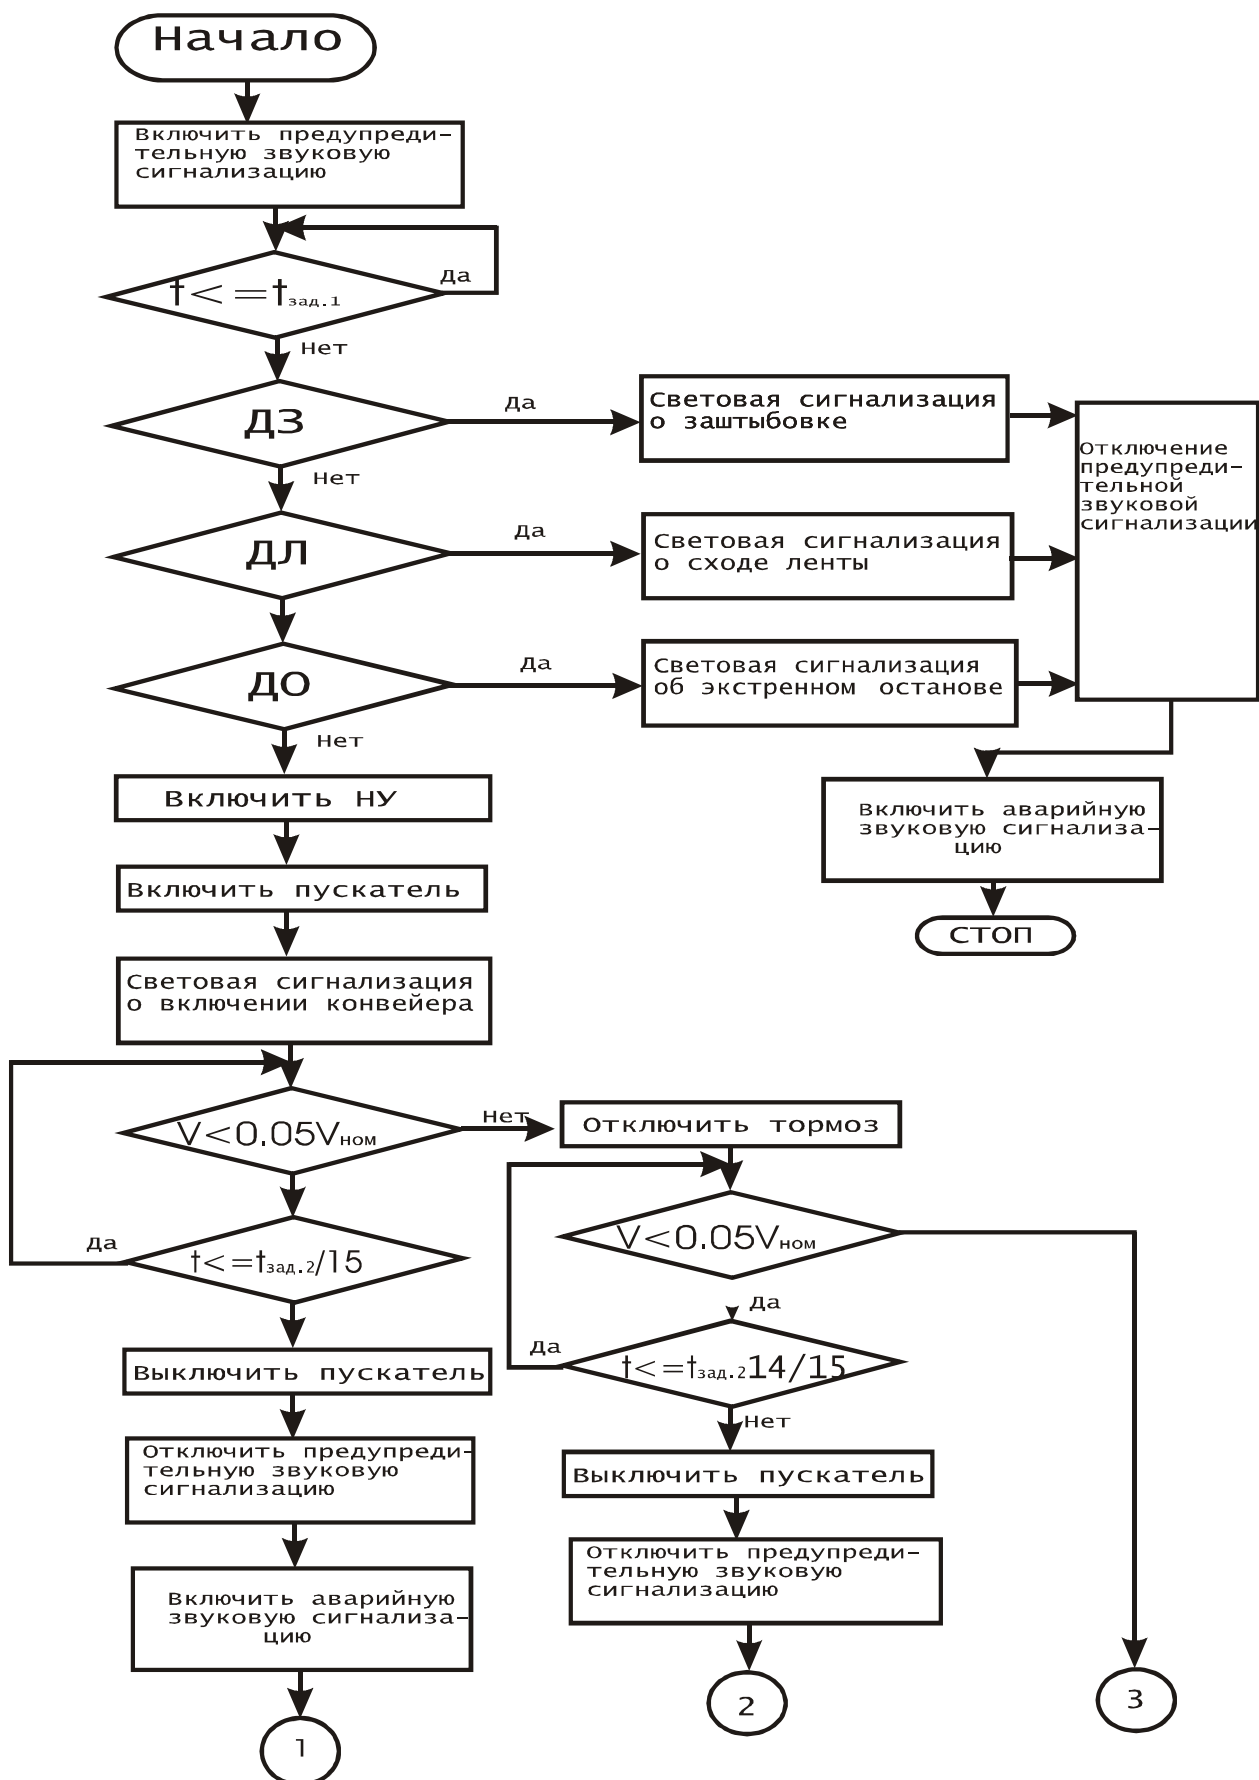 Начало
Включить предупреди-
тельную звуковую
сигнализацию
да
t<=tзад.1
нет
ДЗ
да
Световая сигнализация
о заштыбовке
Отключение
предупреди-
тельной
звуковой
сигнализации
нет
ДЛ
да
Световая сигнализация
о сходе ленты
ДО
да
Световая сигнализация
об экстренном останове
нет
Включить НУ
Включить аварийную
звуковую сигнализа-
цию
Включить пускатель
СТОП
Световая сигнализация
о включении конвейера
V<0.05Vном
нет
Отключить тормоз
да
t<=tзад.2/15
V<0.05Vном
да
да
t<=tзад.214/15
Выключить пускатель
нет
Отключить предупреди-
тельную звуковую
сигнализацию
Выключить пускатель
Отключить предупреди-
тельную звуковую
сигнализацию
Включить аварийную
звуковую сигнализа-
цию
1
2
3